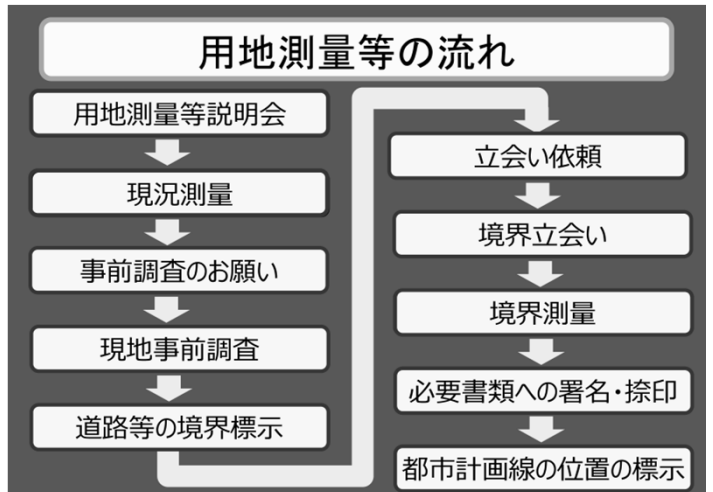 用地測量等の流れ
用地測量等説明会
現況測量
事前調査のお願い
現地事前調査
道路等の境界標示
立会い依頼
境界立会い
境界測量
必要書類への署名・捺印
都市計画線の位置の標示